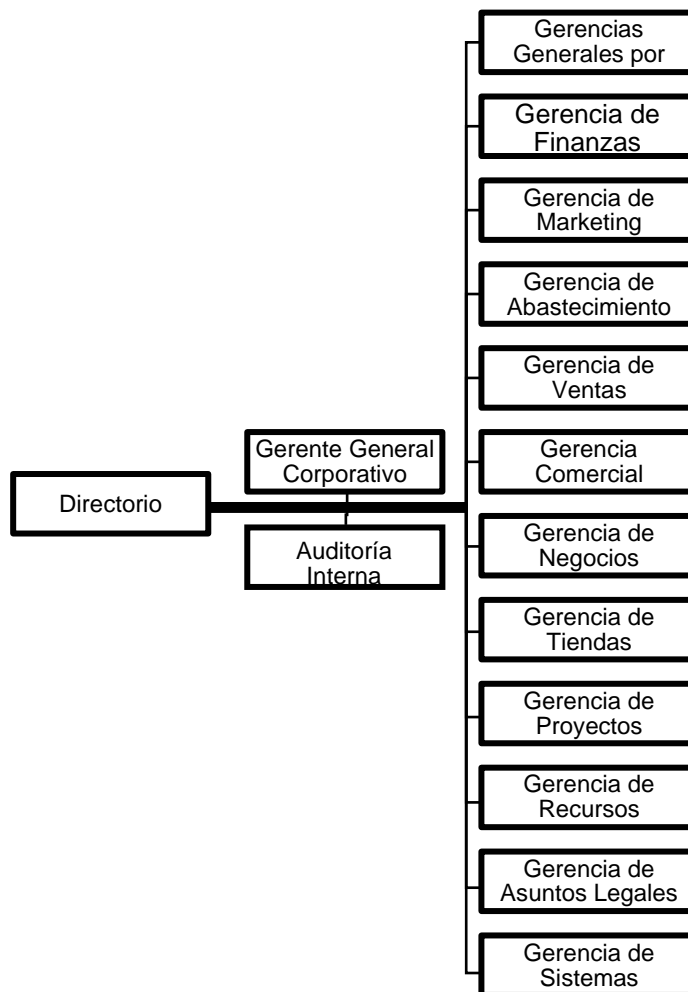 Directorio
Gerente General
Corporativo
Auditoría
Interna
Gerencias
Generales por
Gerencia de
Finanzas
Gerencia de
Marketing
Gerencia de
Abastecimiento
Gerencia de
Ventas
Gerencia
Comercial
Gerencia de
Negocios
Gerencia de
Tiendas
Gerencia de
Proyectos
Gerencia de
Recursos
Gerencia de
Asuntos Legales
Gerencia de
Sistemas